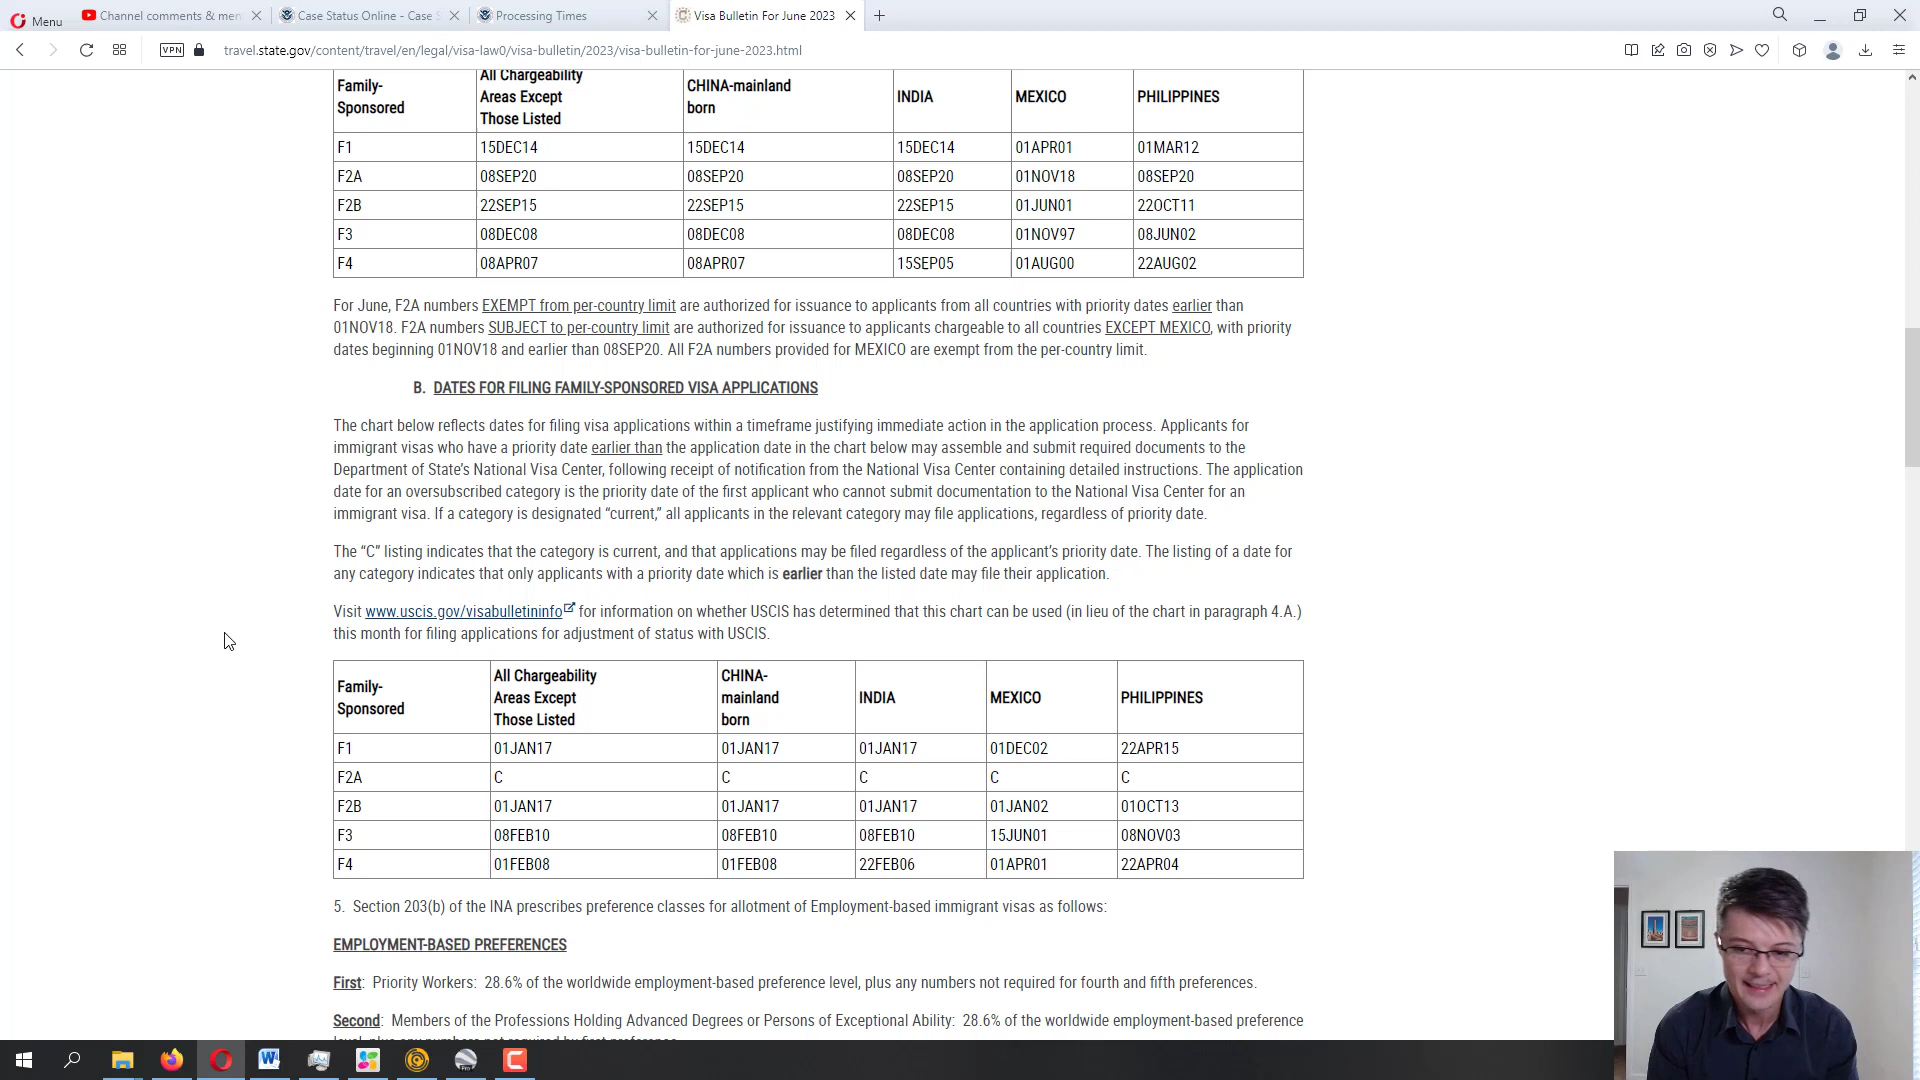 Menu
Channel comments & men
Case Status Online - Case S
Processing Times
Visa Bulletin For June 2023
VPN
travel.state.gov/content/travel/en/legal/visa-law0/visa-bulletin/2023/visa-bulletin-for-june-2023.html
Family-Sponsored All Chargeability Areas Except Those Listed CHINA-mainland born INDIA MEXICO PHILIPPINES
F1 15DEC14 15DEC14 15DEC14 01APR01 01MAR12
F2A 08SEP20 08SEP20 08SEP20 01NOV18 08SEP20
F2B 22SEP15 22SEP15 22SEP15 01JUN01 22OCT11
F3 08DEC08 08DEC08 08DEC08 01NOV97 08JUN02
F4 08APR07 08APR07 15SEP05 01AUG00 22AUG02
For June, F2A numbers EXEMPT from per-country limit are authorized for issuance to applicants from all countries with priority dates earlier than
01NOV18. F2A numbers SUBJECT to per-country limit are authorized for issuance to applicants chargeable to all countries EXCEPT MEXICO, with priority
dates beginning 01NOV18 and earlier than 08SEP20. All F2A numbers provided for MEXICO are exempt from the per-country limit.
B. DATES FOR FILING FAMILY-SPONSORED VISA APPLICATIONS
The chart below reflects dates for filing visa applications within a timeframe justifying immediate action in the application process. Applicants for
immigrant visas who have a priority date earlier than the application date in the chart below may assemble and submit required documents to the
Department of State's National Visa Center, following receipt of notification from the National Visa Center containing detailed instructions. The application
date for an oversubscribed category is the priority date of the first applicant who cannot submit documentation to the National Visa Center for an
immigrant visa. If a category is designated “current,” all applicants in the relevant category may file applications, regardless of priority date.
The “C” listing indicates that the category is current, and that applications may be filed regardless of the applicant's priority date. The listing of a date for
any category indicates that only applicants with a priority date which is earlier than the listed date may file their application.
Visit www.uscis.gov/visabulletininfo for information on whether USCIS has determined that this chart can be used (in lieu of the chart in paragraph 4.A.)
this month for filing applications for adjustment of status with USCIS.
Family-Sponsored All Chargeability Areas Except Those Listed CHINA-mainland born INDIA MEXICO PHILIPPINES
F1 01JAN17 01JAN17 01JAN17 01DEC02 22APR15
F2A C C C C C
F2B 01JAN17 01JAN17 01JAN17 01JAN02 01OCT13
F3 08FEB10 08FEB10 08FEB10 15JUN01 08NOV03
F4 01FEB08 01FEB08 22FEB06 01APR01 22APR04
5. Section 203(b) of the INA prescribes preference classes for allotment of Employment-based immigrant visas as follows:
EMPLOYMENT-BASED PREFERENCES
First: Priority Workers: 28.6% of the worldwide employment-based preference level, plus any numbers not required for fourth and fifth preferences.
Second: Members of the Professions Holding Advanced Degrees or Persons of Exceptional Ability: 28.6% of the worldwide employment-based preference
level, plus any numbers not required by first preference.